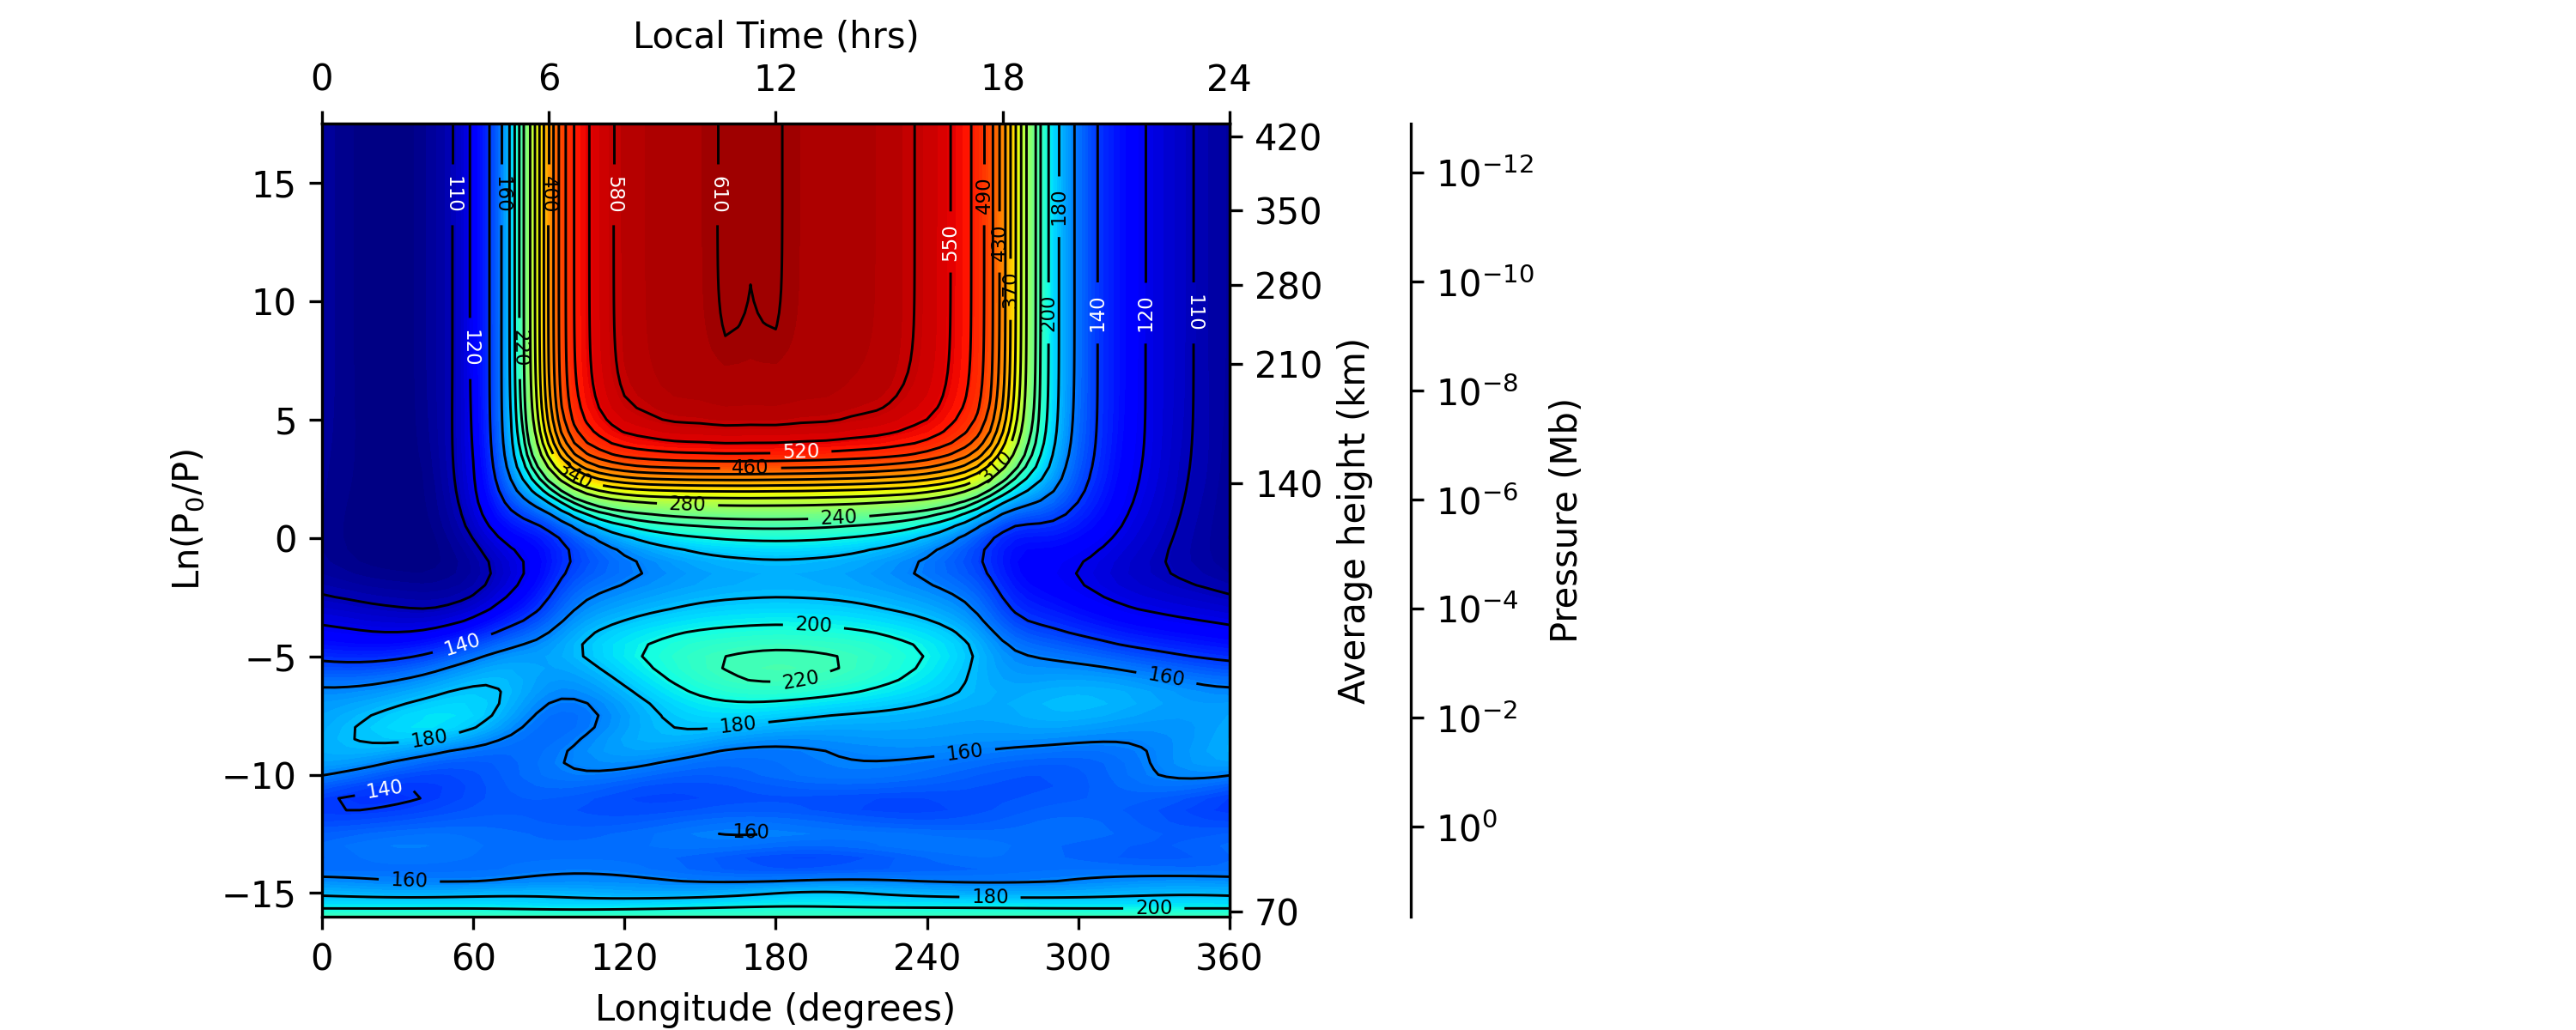 Local Time (hrs)
0 6 12 18 24
15
10
5
0
−5
−10
−15
Ln(P0/P)
0 60 120 180 240 300 360
Longitude (degrees)
420
350
280
210
140
70
Average height (km)
10−12
10−10
10−8
10−6
10−4
10−2
100
Pressure (Mb)
110 160 400 580 610 490 180
550 430
370
120 220 200 140 120 110
520
340 460 310
280 240
200
140
220 160
180 180
160
140
160
160 180 200